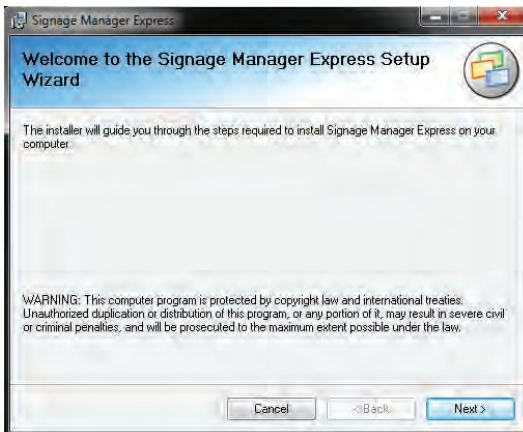 Signage Manager Express
Welcome to the Signage Manager Express Setup
Wizard
The installer will guide you through the steps required to install Signage Manager Express on your
computer.
WARNING: This computer program is protected by copyright law and international treaties.
Unauthorized duplication or distribution of this program, or any portion of it, may result in severe civil
or criminal penalties, and will be prosecuted to the maximum extent possible under the law.
Cancel <Back Next >